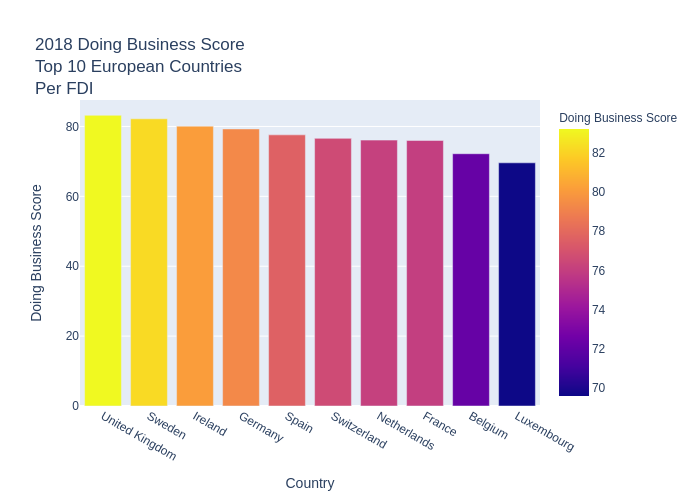 2018 Doing Business Score
Top 10 European Countries
Per FDI
Doing Business Score
82
80
78
76
74
72
70
80
60
40
20
0
Doing Business Score
United Kingdom
Sweden
Ireland
Germany
Spain
Switzerland
Netherlands
France
Belgium
Luxembourg
Country